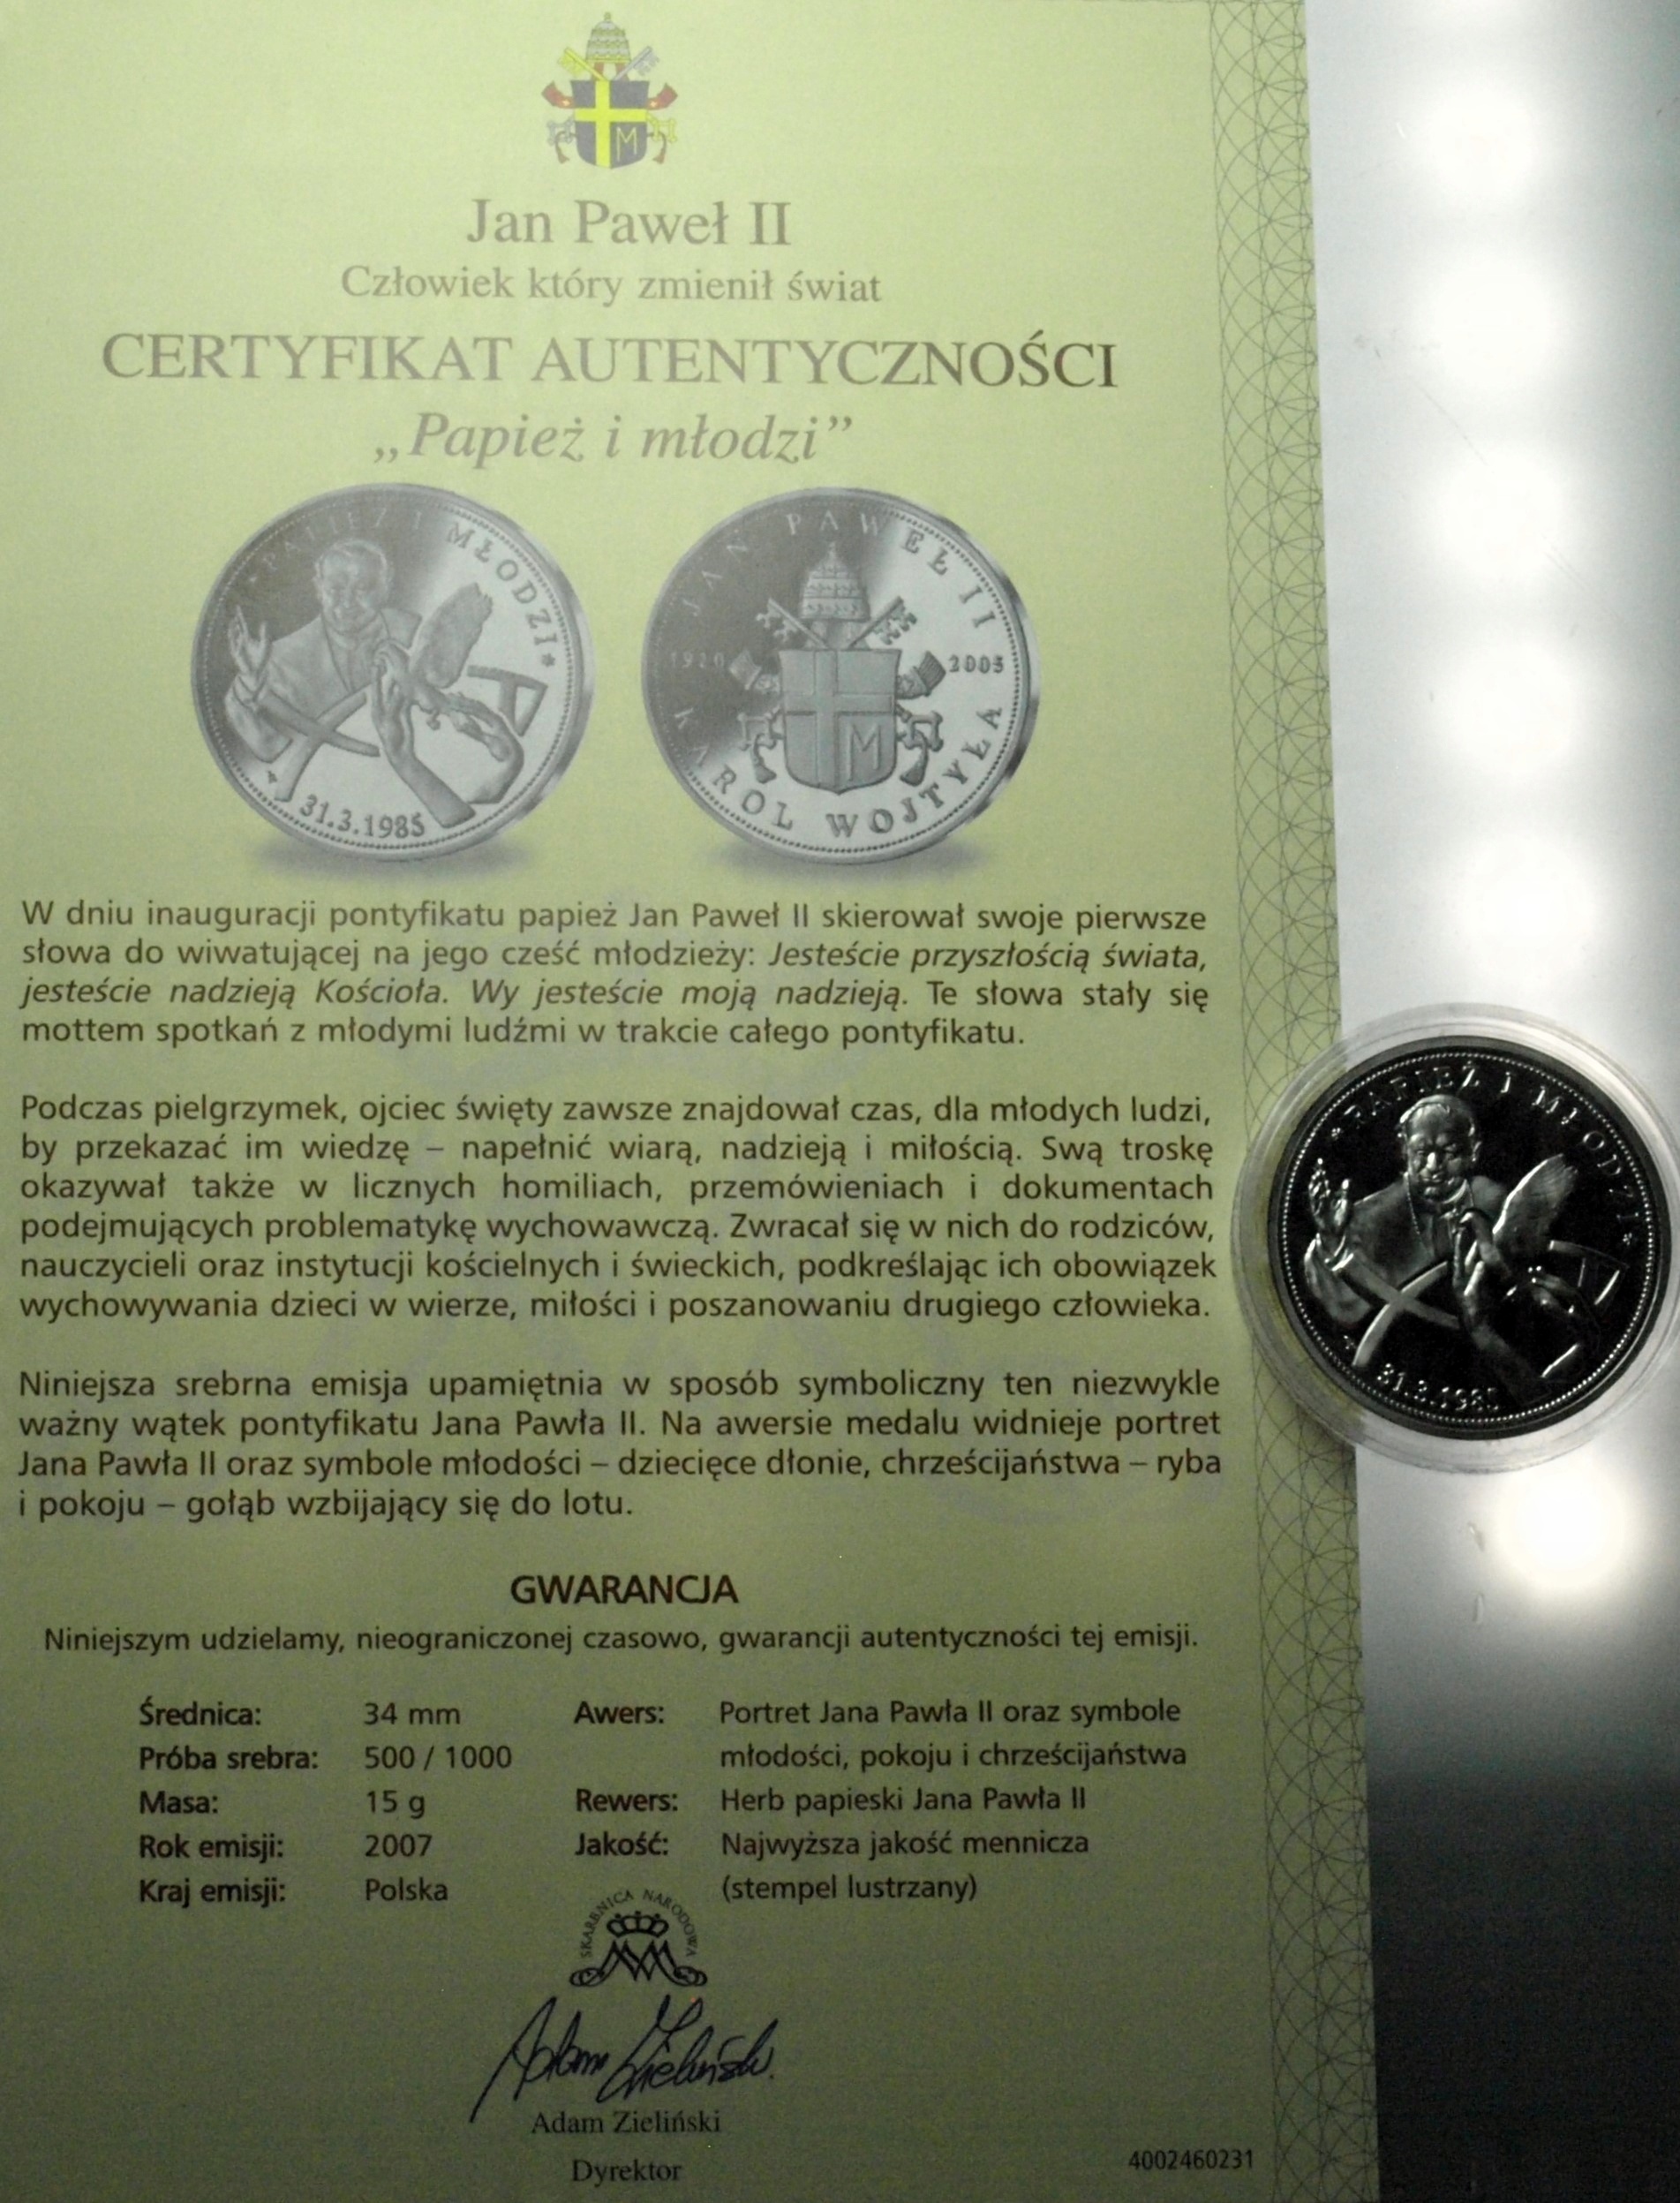 Jan Paweł II
Człowiek który zmienił świat
CERTYFIKAT AUTENTYCZNOŚCI
„Papież i młodzi”
* PAPIEŻ I MŁODZI *
31.3.1985
JAN PAWEŁ II
1920 2005
KAROL WOJTYŁA
W dniu inauguracji pontyfikatu papież Jan Paweł II skierował swoje pierwsze
słowa do wiwatującej na jego cześć młodzieży: Jesteście przyszłością świata,
jesteście nadzieją Kościoła. Wy jesteście moją nadzieją. Te słowa stały się
mottem spotkań z młodymi ludźmi w trakcie całego pontyfikatu.
Podczas pielgrzymek, ojciec święty zawsze znajdował czas, dla młodych ludzi,
by przekazać im wiedzę – napełnić wiarą, nadzieją i miłością. Swą troskę
okazywał także w licznych homiliach, przemówieniach i dokumentach
podejmujących problematykę wychowawczą. Zwracał się w nich do rodziców,
nauczycieli oraz instytucji kościelnych i świeckich, podkreślając ich obowiązek
wychowywania dzieci w wierze, miłości i poszanowaniu drugiego człowieka.
* PAPIEŻ I MŁODZI *
31.3.1985
Niniejsza srebrna emisja upamiętnia w sposób symboliczny ten niezwykle
ważny wątek pontyfikatu Jana Pawła II. Na awersie medalu widnieje portret
Jana Pawła II oraz symbole młodości – dziecięce dłonie, chrześcijaństwa – ryba
i pokoju – gołąb wzbijający się do lotu.
GWARANCJA
Niniejszym udzielamy, nieograniczonej czasowo, gwarancji autentyczności tej emisji.
Średnica: 34 mm
Próba srebra: 500 / 1000
Masa: 15 g
Rok emisji: 2007
Kraj emisji: Polska
Awers: Portret Jana Pawła II oraz symbole
młodości, pokoju i chrześcijaństwa
Rewers: Herb papieski Jana Pawła II
Jakość: Najwyższa jakość mennicza
(stempel lustrzany)
SKARBNICA NARODOWA
Adam Zieliński
Adam Zieliński
Dyrektor
4002460231